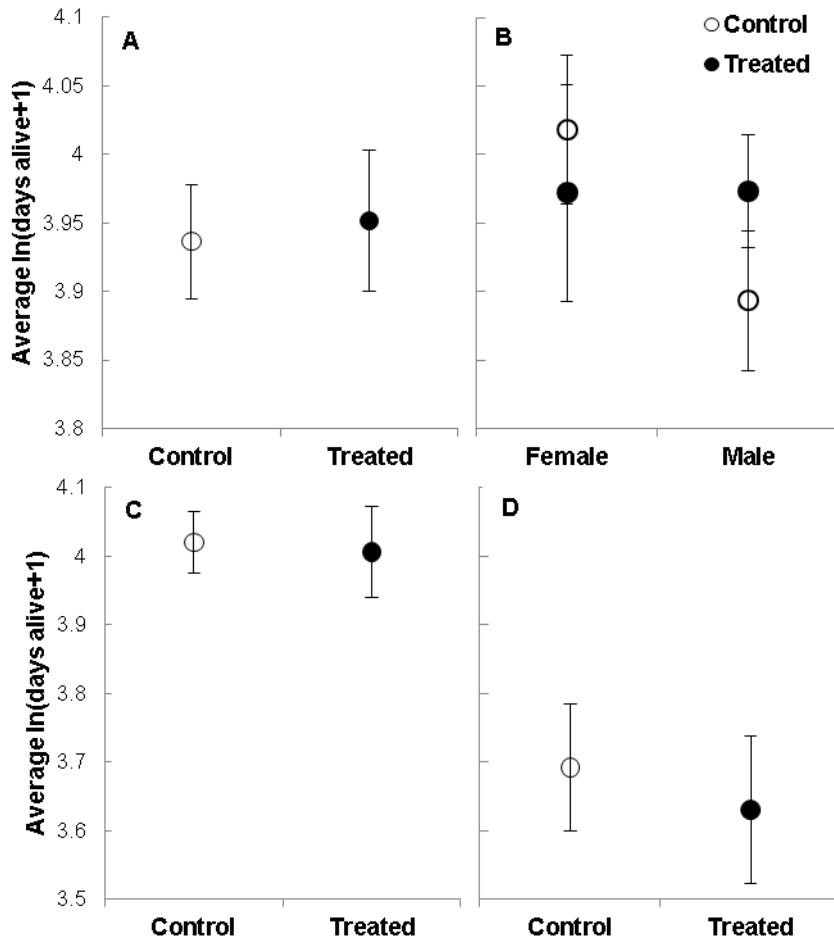 A
B
Control
Treated
Average ln(days alive+1)
4.1
4.05
4
3.95
3.9
3.85
3.8
Control Treated
Female Male
C
D
Average ln(days alive+1)
4.1
4
3.9
3.8
3.7
3.6
3.5
Control Treated
Control Treated